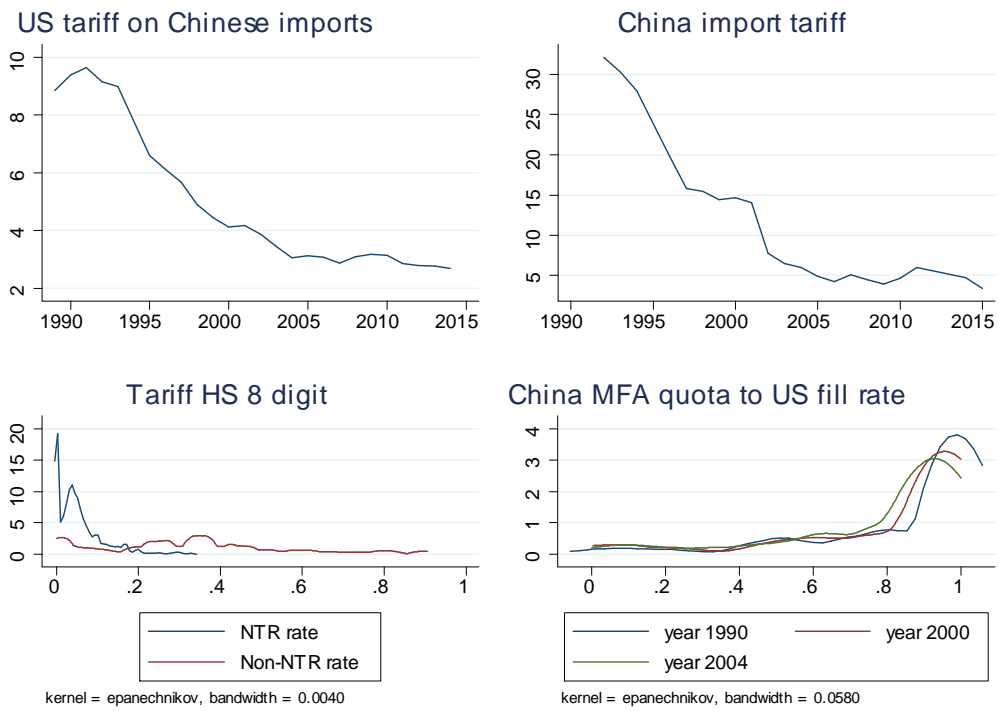 US tariff on Chinese imports
10
8
6
4
2
1990 1995 2000 2005 2010 2015
China import tariff
30
25
20
15
10
5
1990 1995 2000 2005 2010 2015
Tariff HS 8 digit
20
15
10
5
0
0 .2 .4 .6 .8 1
NTR rate
Non-NTR rate
kernel = epanechnikov, bandwidth = 0.0040
China MFA quota to US fill rate
4
3
2
1
0
0 .2 .4 .6 .8 1
year 1990 year 2000
year 2004
kernel = epanechnikov, bandwidth = 0.0580